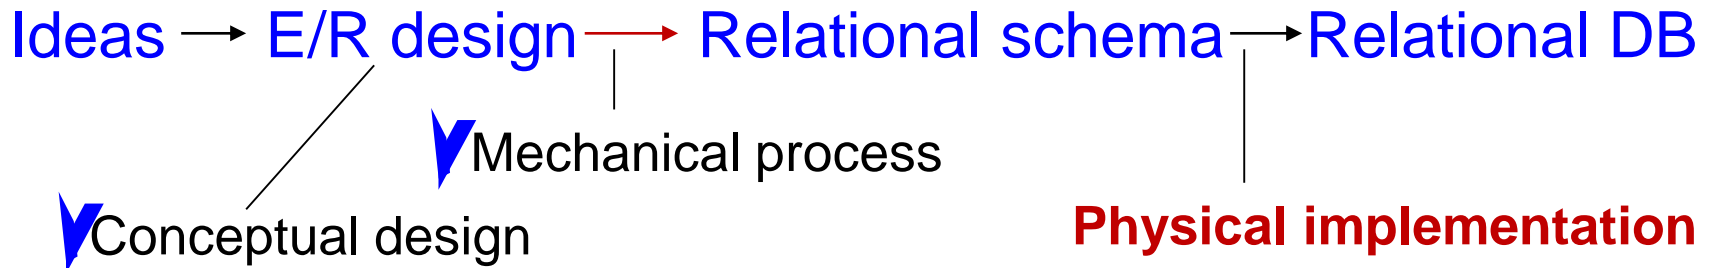 Ideas E/R design Relational schema Relational DB
Mechanical process
Conceptual design
Physical implementation